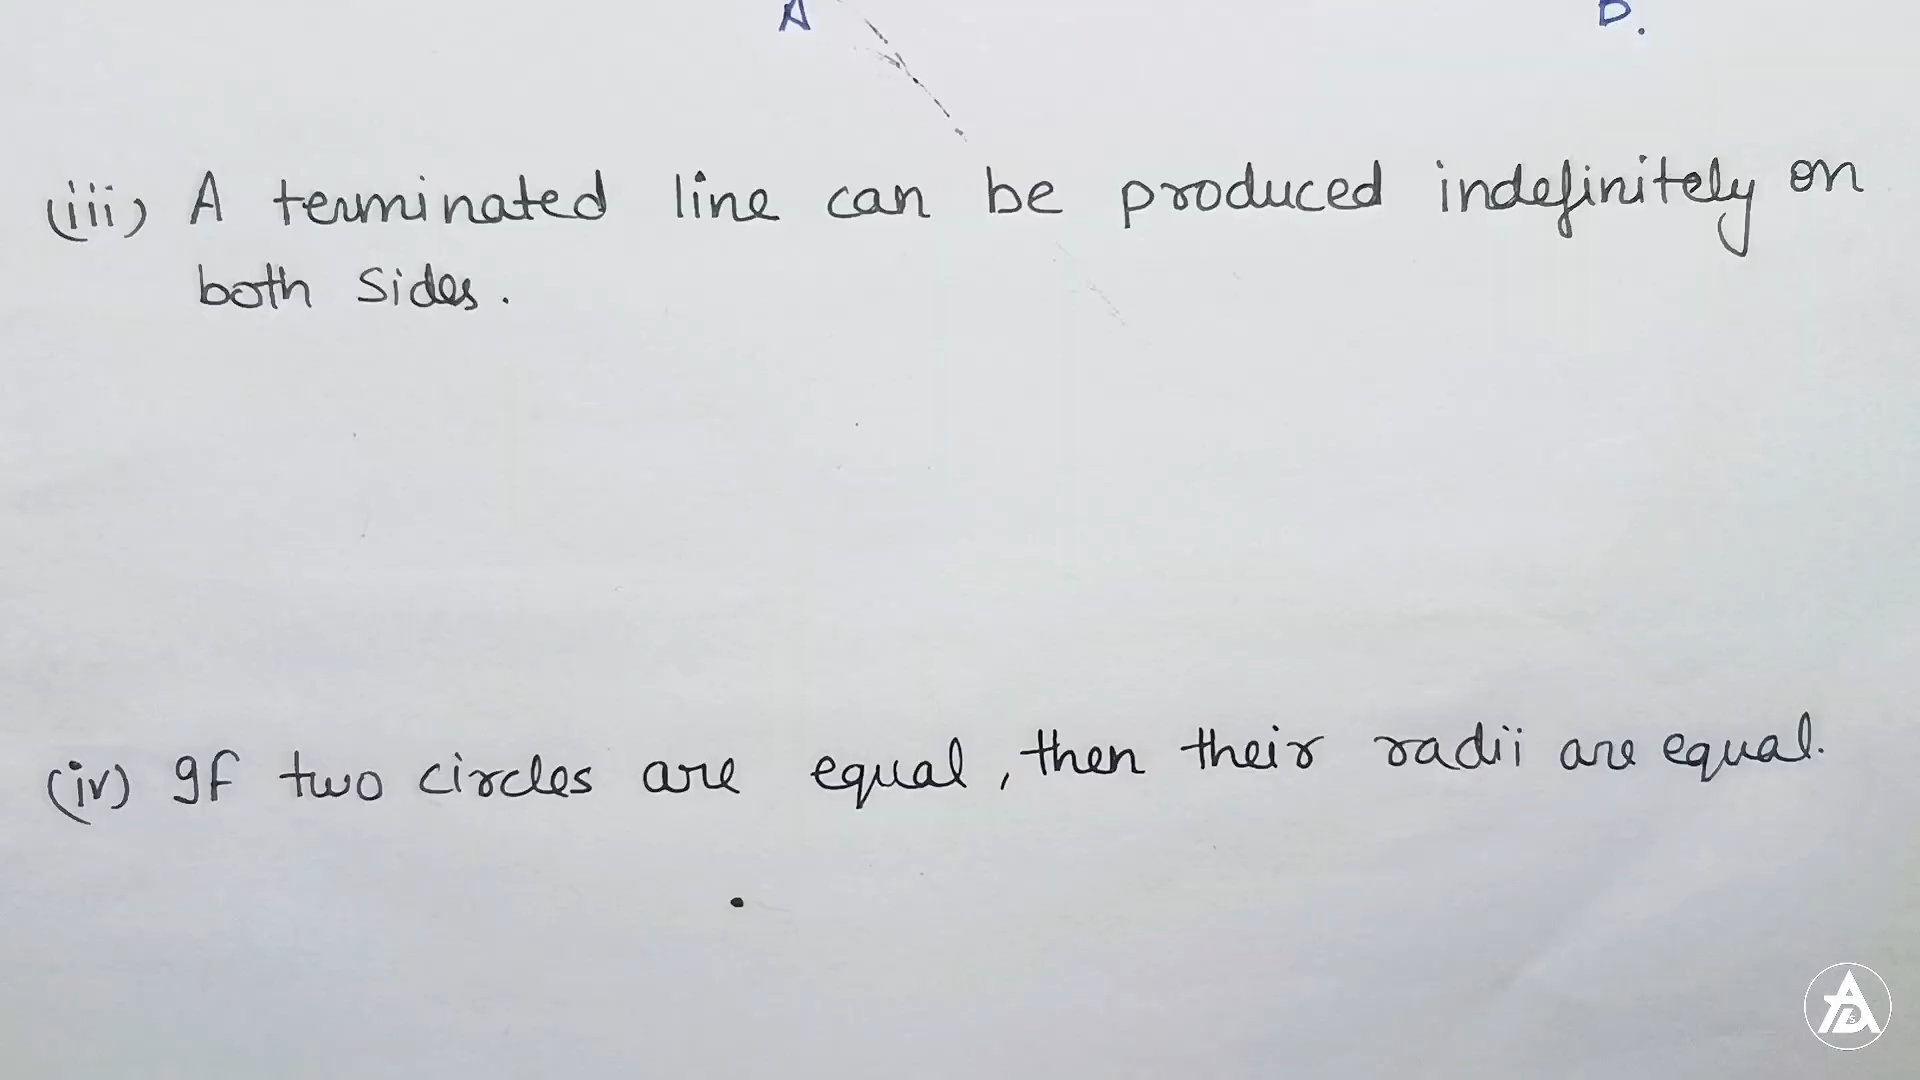 A B.
(iii) A terminated line can be produced indefinitely on
both sides.
(iv) If two circles are equal, then their radii are equal.